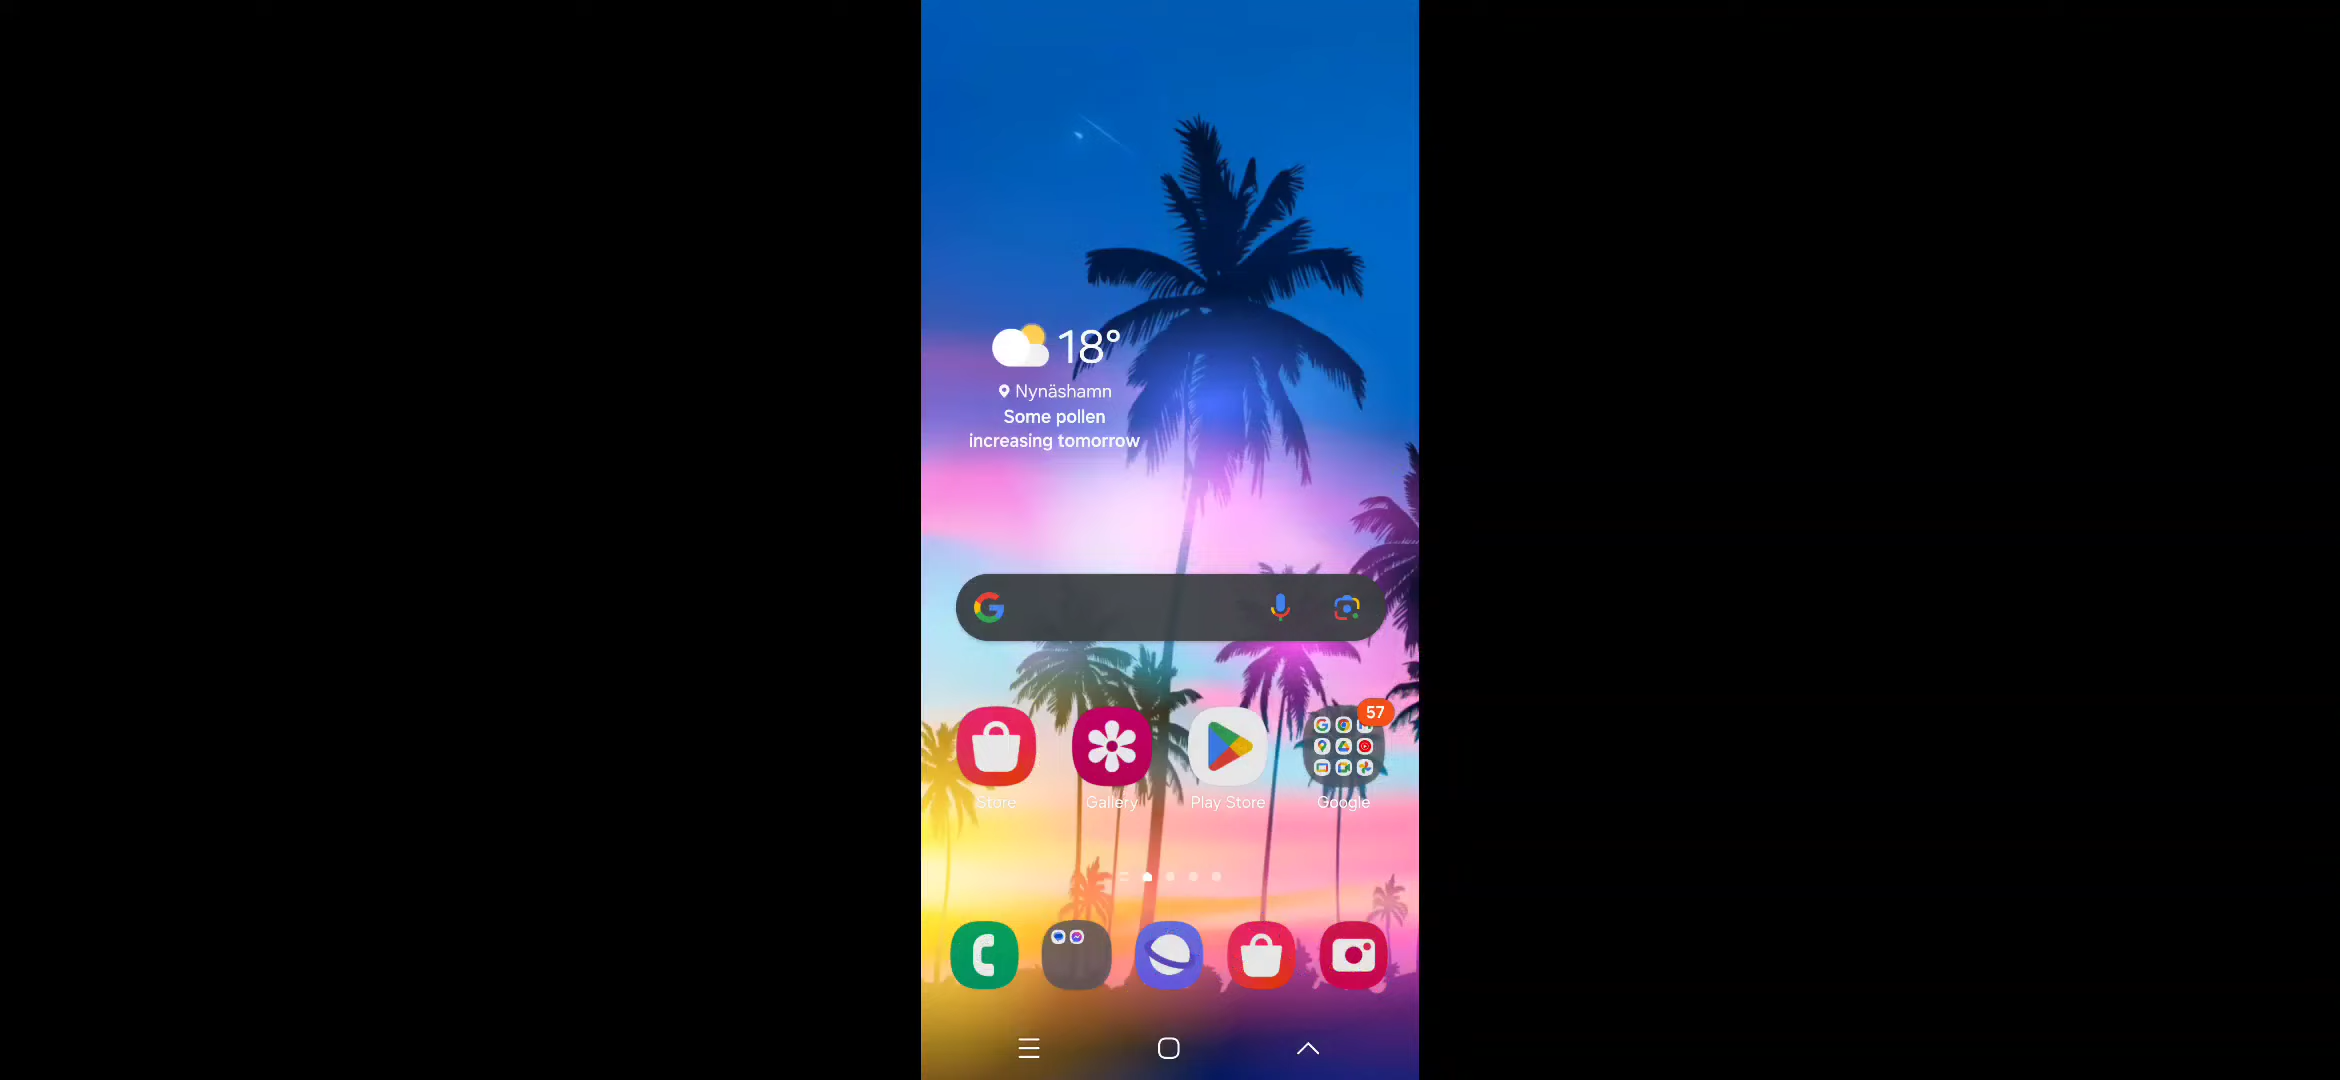 18°
Nynäshamn
Some pollen
increasing tomorrow
57
Store
Gallery
Play Store
Google